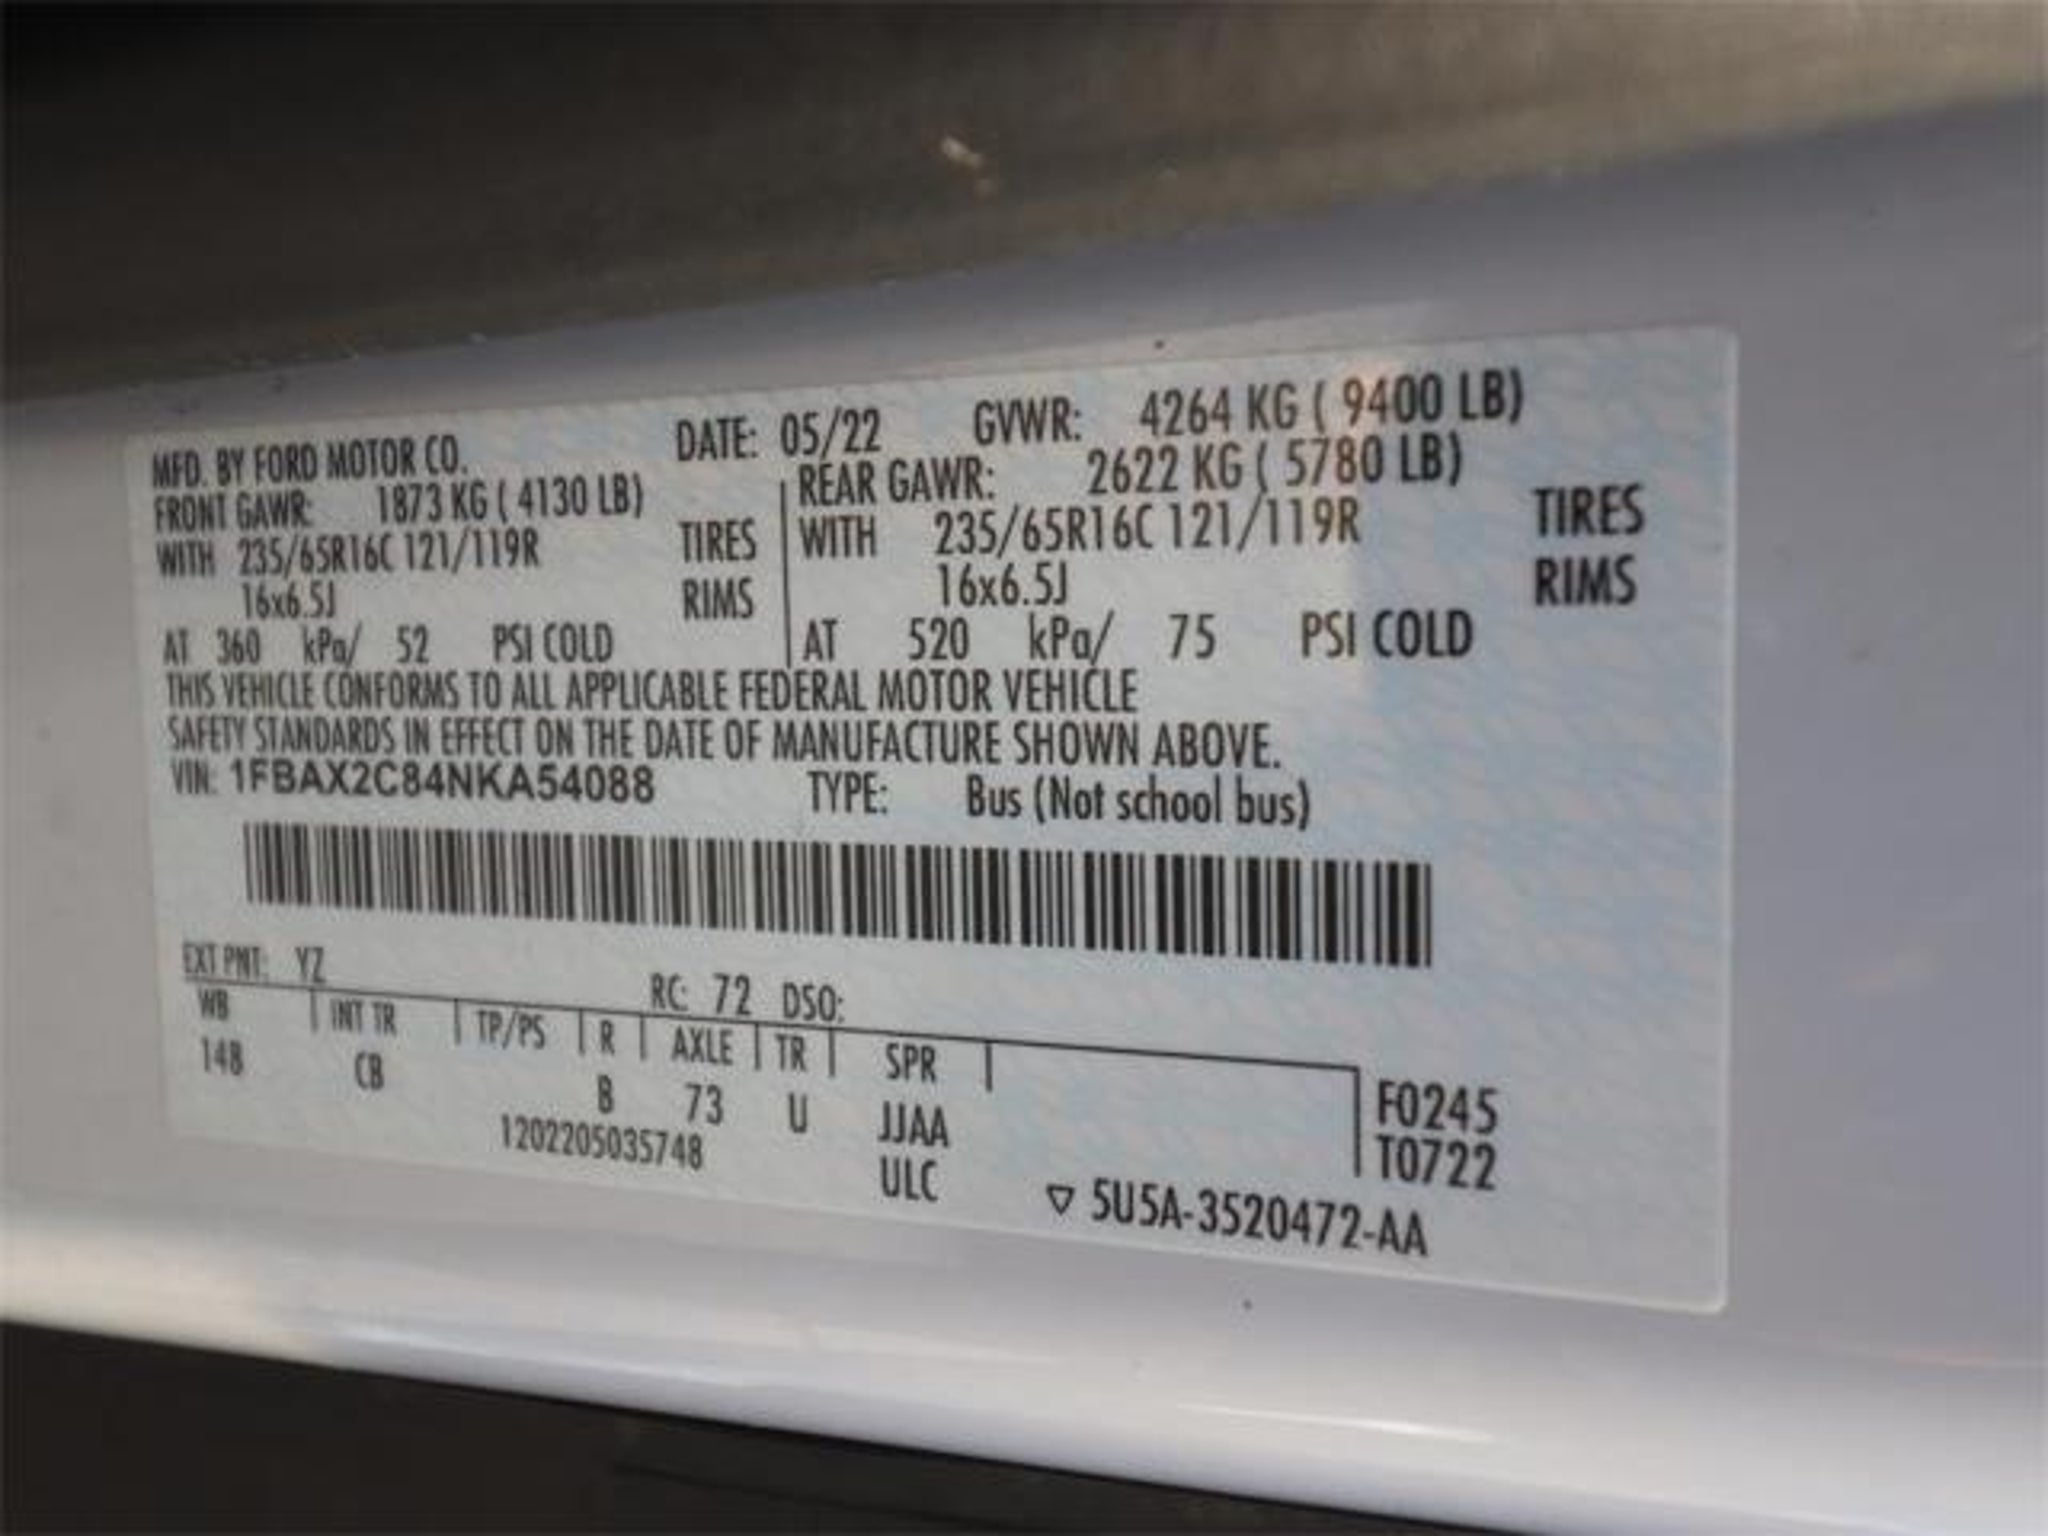 MFD. BY FORD MOTOR CO. DATE: 05/22 GVWR: 4264 KG ( 9400 LB)
FRONT GAWR: 1873 KG ( 4130 LB) REAR GAWR: 2622 KG ( 5780 LB)
WITH 235/65R16C 121/119R TIRES WITH 235/65R16C 121/119R TIRES
16x6.5J RIMS 16x6.5J RIMS
AT 360 kPa/ 52 PSI COLD AT 520 kPa/ 75 PSI COLD
THIS VEHICLE CONFORMS TO ALL APPLICABLE FEDERAL MOTOR VEHICLE
SAFETY STANDARDS IN EFFECT ON THE DATE OF MANUFACTURE SHOWN ABOVE.
VIN: 1FBAX2C84NKA54088 TYPE: Bus (Not school bus)
EXT PNT: YZ RC: 72 DSO:
WB INT TR TP/PS R AXLE TR SPR
148 CB B 73 U JJAA F0245
1202205035748 ULC T0722
▽ 5U5A-3520472-AA